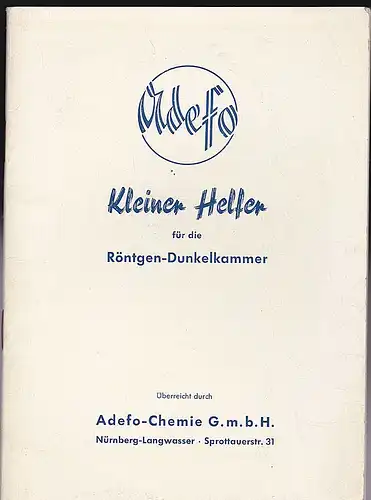 Adefo
Kleiner Helfer
für die
Röntgen-Dunkelkammer
Überreicht durch
Adefo-Chemie G.m.b.H.
Nürnberg-Langwasser · Sprottauerstr. 31